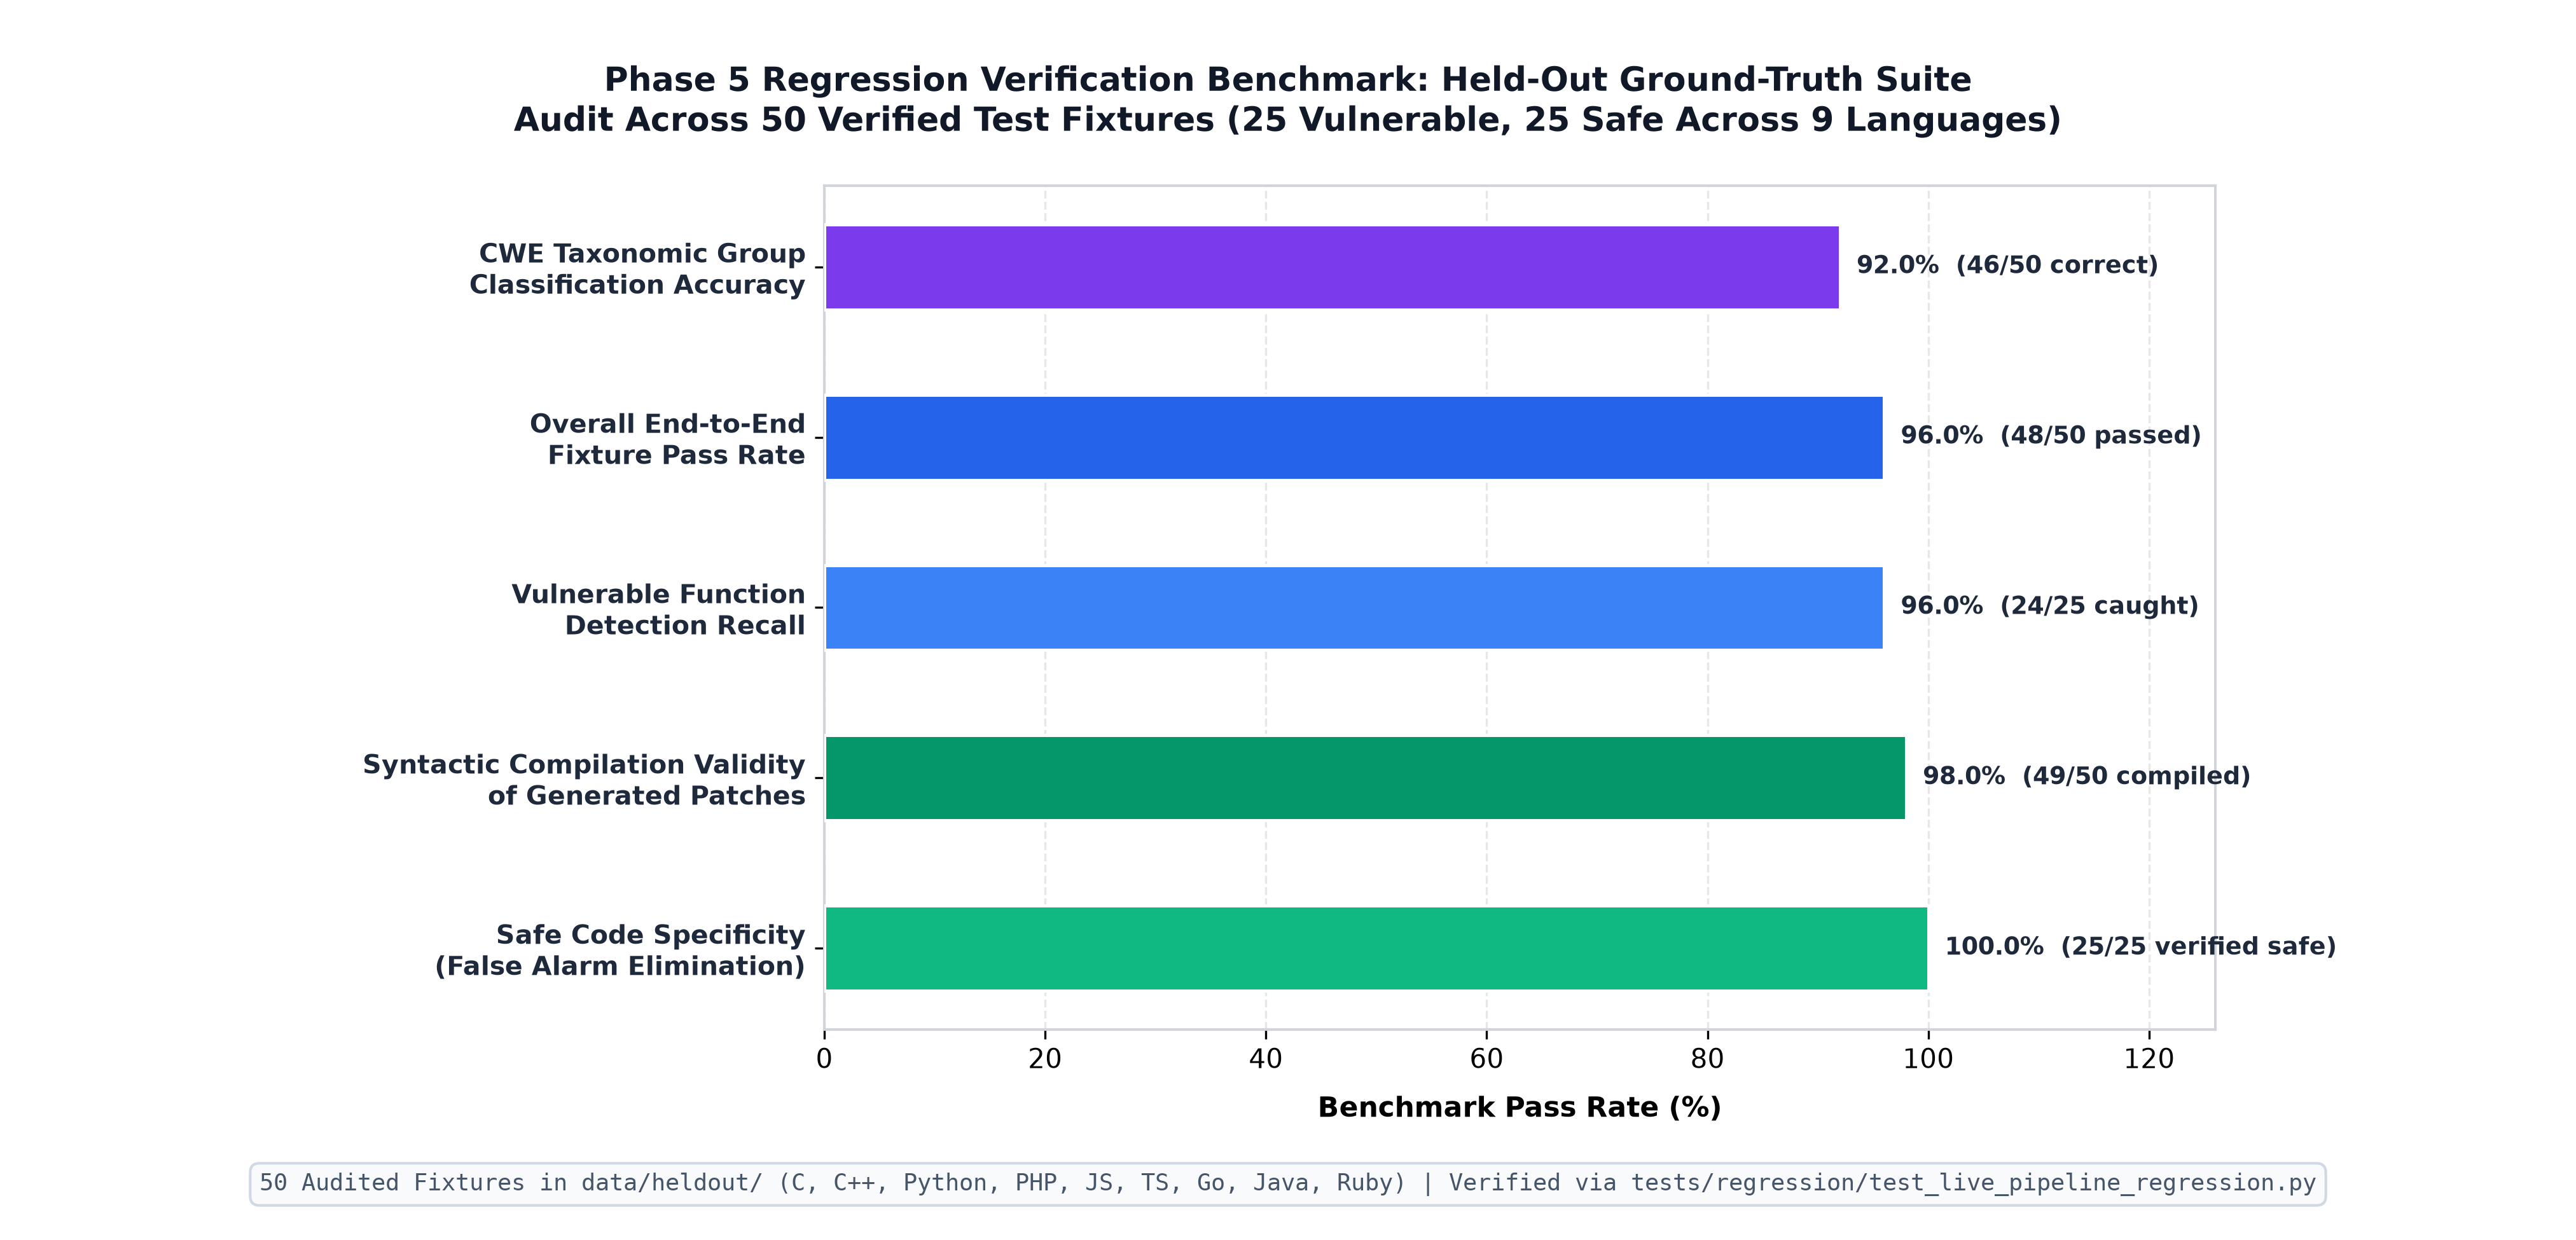 Phase 5 Regression Verification Benchmark: Held-Out Ground-Truth Suite
Audit Across 50 Verified Test Fixtures (25 Vulnerable, 25 Safe Across 9 Languages)
CWE Taxonomic Group
Classification Accuracy
92.0% (46/50 correct)
Overall End-to-End
Fixture Pass Rate
96.0% (48/50 passed)
Vulnerable Function
Detection Recall
96.0% (24/25 caught)
Syntactic Compilation Validity
of Generated Patches
98.0% (49/50 compiled)
Safe Code Specificity
(False Alarm Elimination)
100.0% (25/25 verified safe)
0 20 40 60 80 100 120
Benchmark Pass Rate (%)
50 Audited Fixtures in data/heldout/ (C, C++, Python, PHP, JS, TS, Go, Java, Ruby) | Verified via tests/regression/test_live_pipeline_regression.py